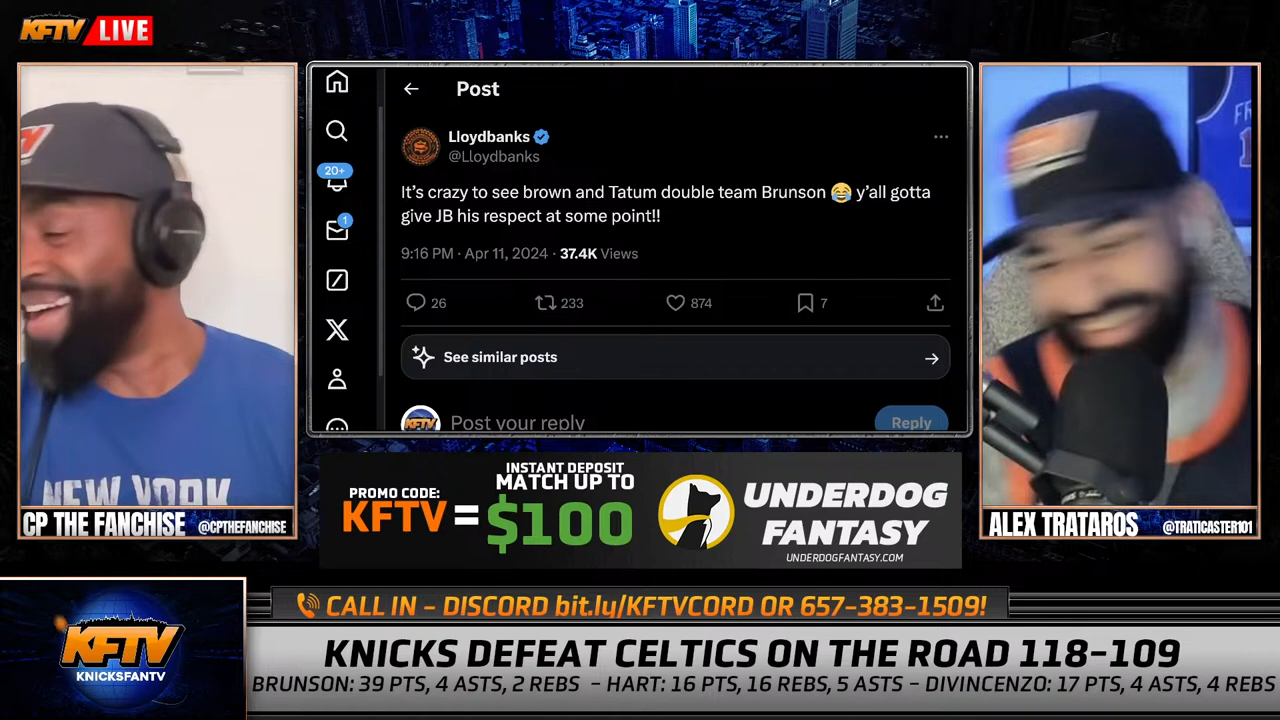 KFTV LIVE
Post
Lloydbanks
@Lloydbanks
20+
It's crazy to see brown and Tatum double team Brunson 😂 y'all gotta
give JB his respect at some point!!
1
9:16 PM · Apr 11, 2024 · 37.4K Views
26 233 874 7
See similar posts
KFTV
Post your reply
Reply
FR
1
NEW YORK
CP THE FANCHISE @CPTHEFANCHISE
PROMO CODE:
KFTV
=
INSTANT DEPOSIT
MATCH UP TO
$100
UNDERDOG
FANTASY
UNDERDOGFANTASY.COM
ALEX TRATAROS @TRATICASTER101
CALL IN - DISCORD bit.ly/KFTVCORD OR 657-383-1509!
KFTV
KNICKSFANTV
KNICKS DEFEAT CELTICS ON THE ROAD 118-109
BRUNSON: 39 PTS, 4 ASTS, 2 REBS - HART: 16 PTS, 16 REBS, 5 ASTS - DIVINCENZO: 17 PTS, 4 ASTS, 4 REBS